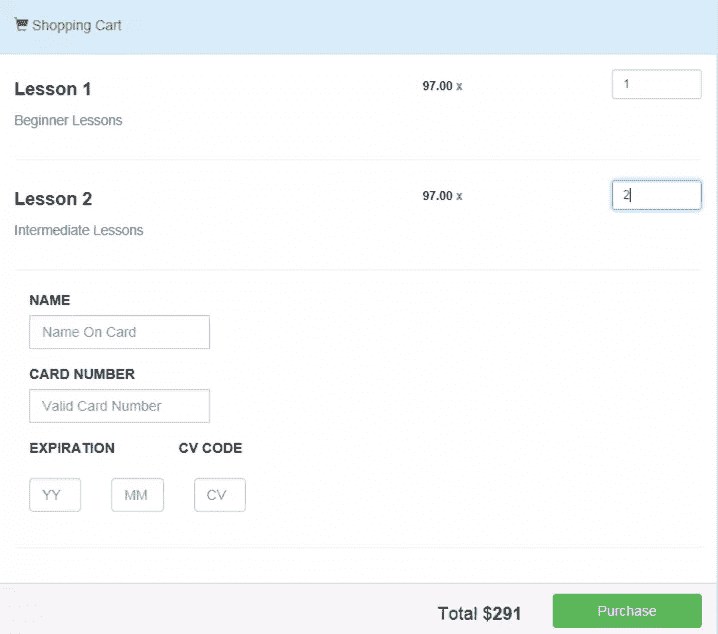 Shopping Cart
Lesson 1 97.00 x 1
Beginner Lessons
Lesson 2 97.00 x 2
Intermediate Lessons
NAME
Name On Card
CARD NUMBER
Valid Card Number
EXPIRATION CV CODE
YY MM CV
Total $291 Purchase